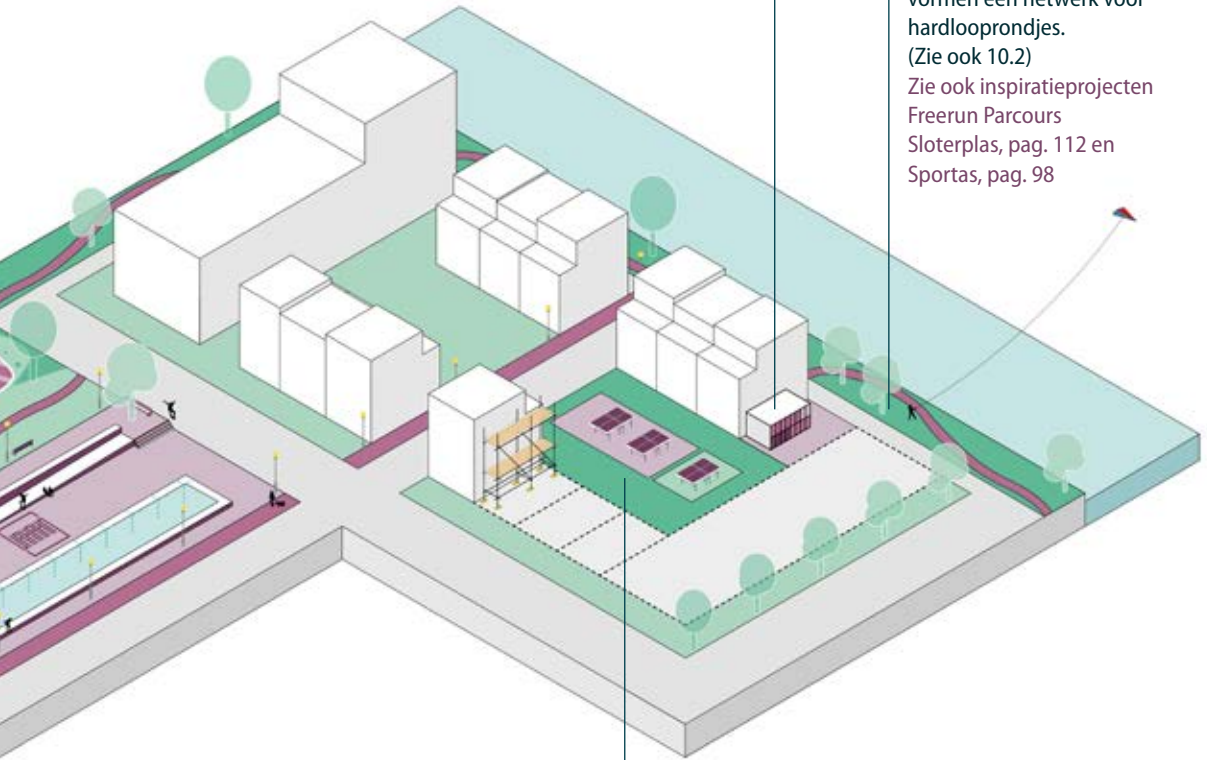 vormen een netwerk voor
hardlooprondjes.
(Zie ook 10.2)
Zie ook inspiratieprojecten
Freerun Parcours
Sloterplas, pag. 112 en
Sportas, pag. 98